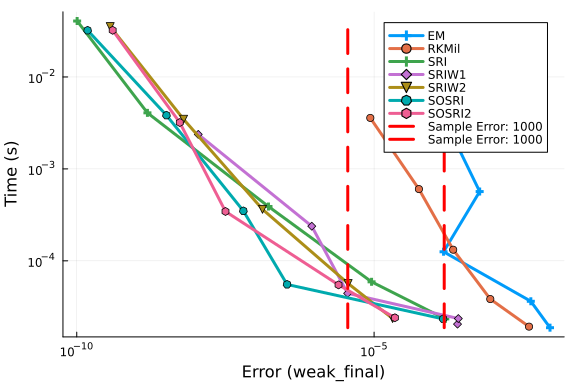 EM
RKMil
SRI
SRIW1
SRIW2
SOSRI
SOSRI2
Sample Error: 1000
Sample Error: 1000
10⁻²
10⁻³
10⁻⁴
Time (s)
10⁻¹⁰
10⁻⁵
Error (weak_final)